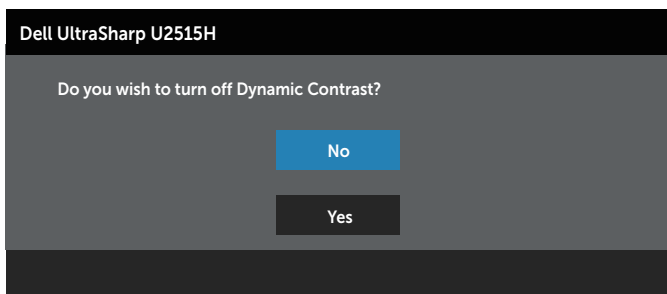 Dell UltraSharp U2515H
Do you wish to turn off Dynamic Contrast?
No
Yes